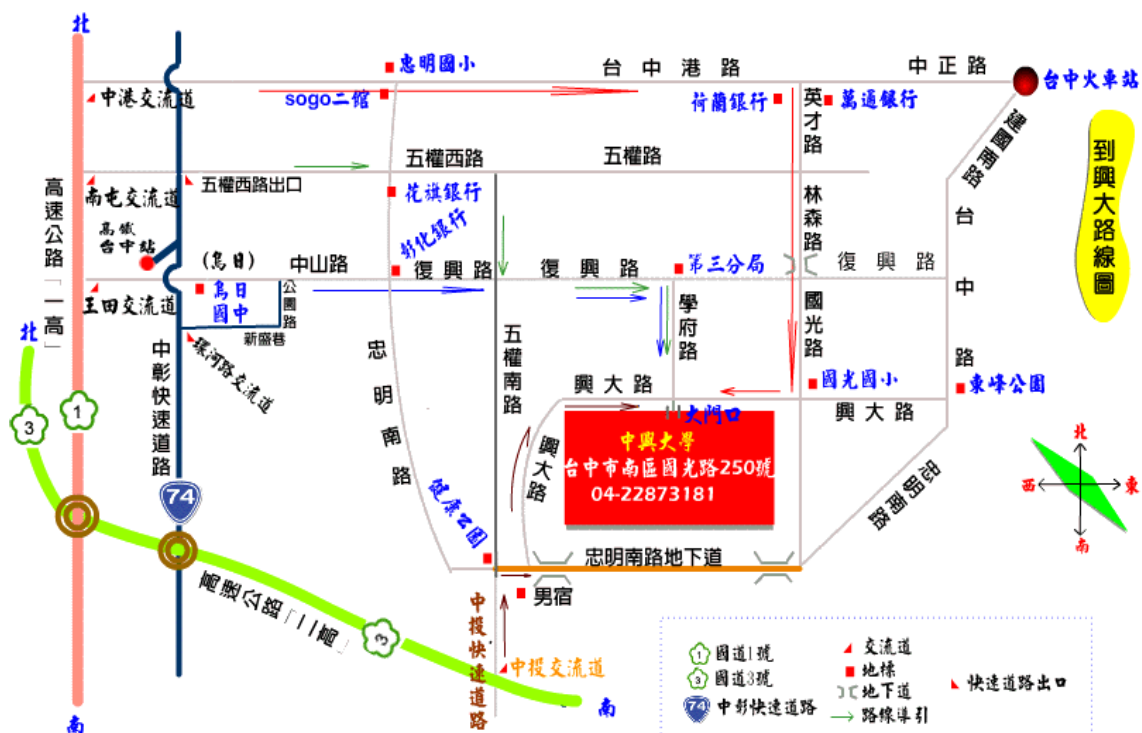 北
忠明國小
台中港路
中正路
台中火車站
中港交流道
sogo二館
荷蘭銀行
英才路
萬通銀行
建國南路
到興大路線圖
五權西路
五權路
高速公路「一高」
南屯交流道
五權西路出口
花旗銀行
林森路
台中路
高鐵
台中站
彰化銀行
(烏日)
中山路
復興路
復興路
第三分局
復興路
王田交流道
烏日
國中
公園路
新盛巷
學府路
國光路
北
環河路交流道
中彰快速道路
忠明南路
五權南路
興大路
國光國小
東峰公園
1
3
大門口
興大路
中興大學
台中市南區國光路250號
04-22873181
興大路
北
西
東
南
74
健康公園
忠明南路
忠明南路地下道
高速公路「二高」
3
男宿
中投快速道路
中投交流道
南
南
1 國道1號
3 國道3號
74 中彰快速道路
交流道
地標
地下道
路線導引
快速道路出口